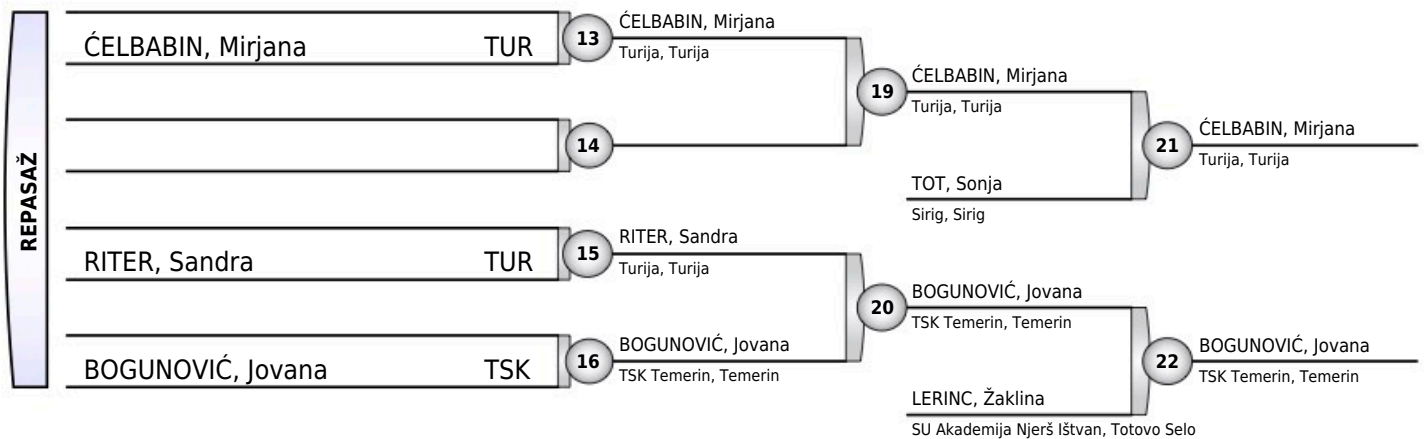 REPASAŽ
ĆELBABIN, Mirjana TUR
13
ĆELBABIN, Mirjana
Turija, Turija
14
19
ĆELBABIN, Mirjana
Turija, Turija
TOT, Sonja
Sirig, Sirig
21
ĆELBABIN, Mirjana
Turija, Turija
RITER, Sandra TUR
15
RITER, Sandra
Turija, Turija
BOGUNOVIĆ, Jovana TSK
16
BOGUNOVIĆ, Jovana
TSK Temerin, Temerin
20
BOGUNOVIĆ, Jovana
TSK Temerin, Temerin
LERINC, Žaklina
SU Akademija Njerš Ištvan, Totovo Selo
22
BOGUNOVIĆ, Jovana
TSK Temerin, Temerin